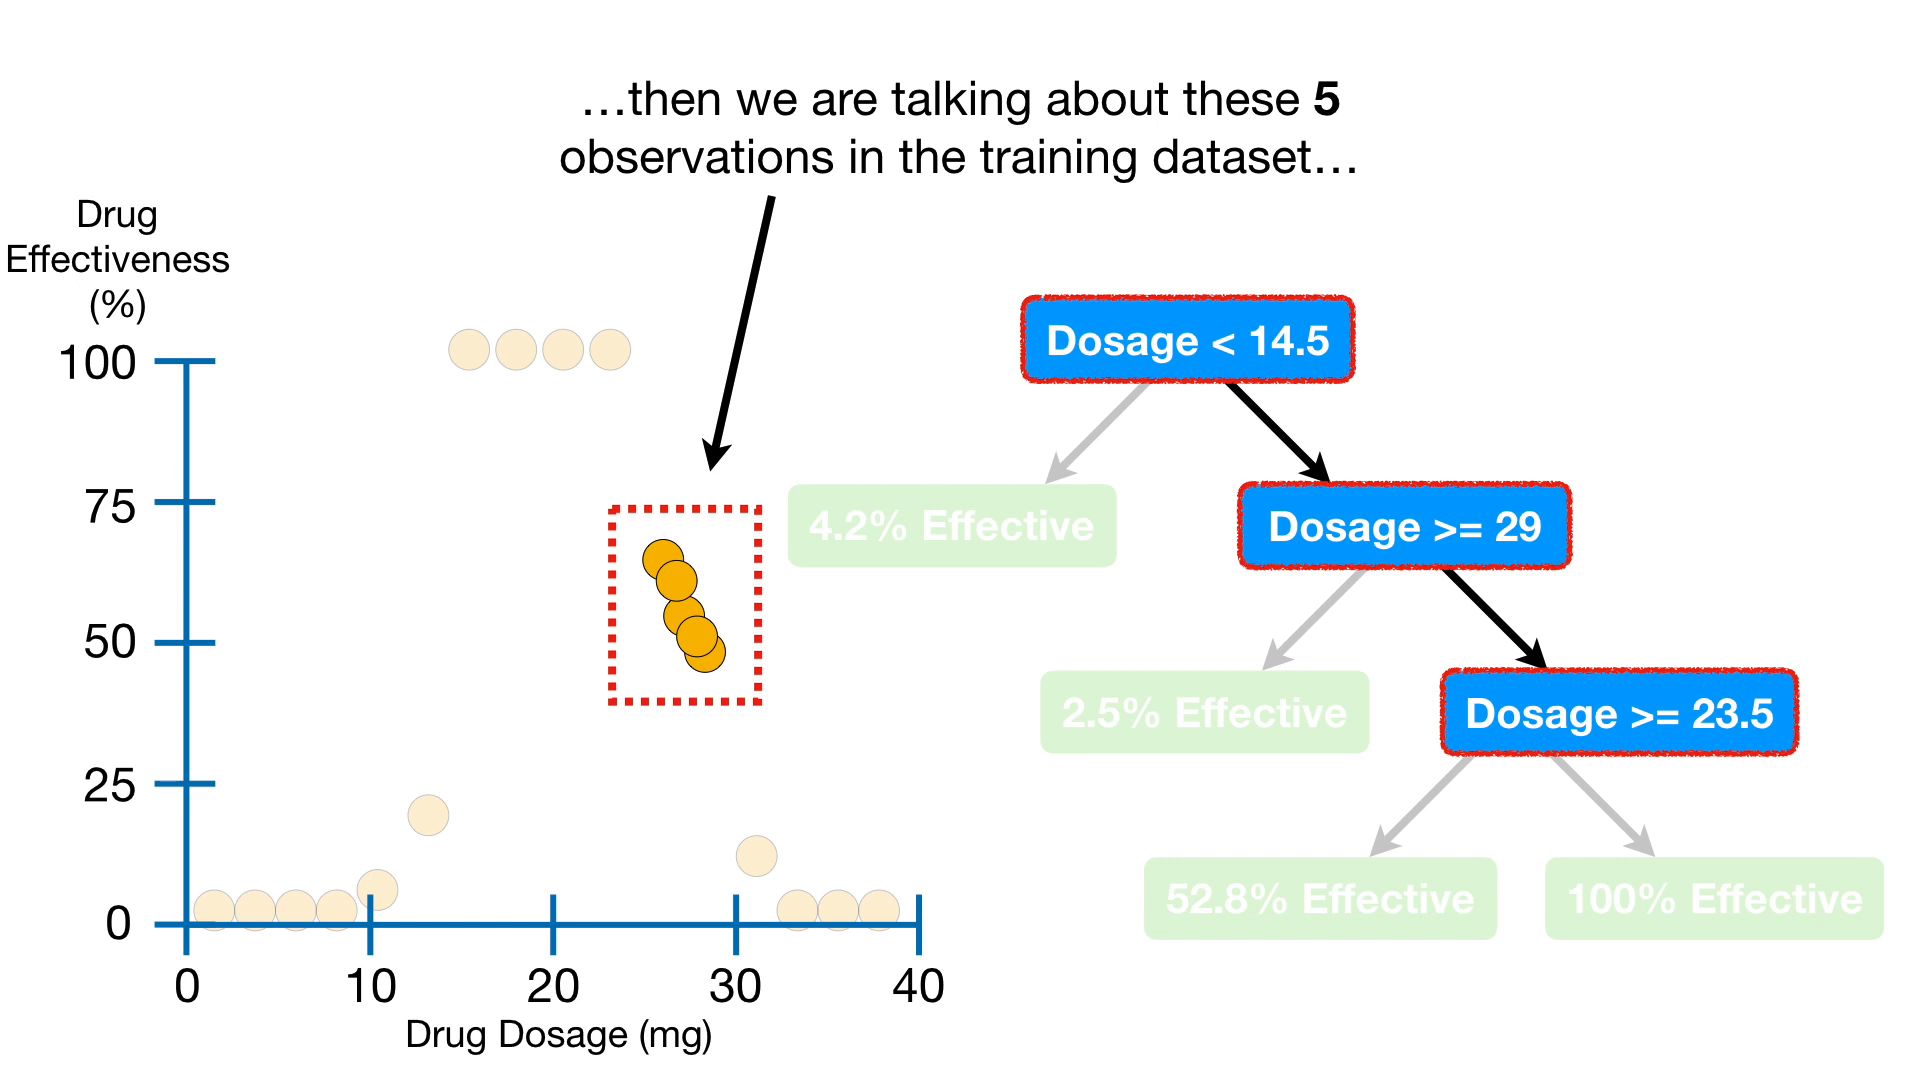 …then we are talking about these 5
observations in the training dataset…
Drug
Effectiveness
(%)
100
75
50
25
0
0 10 20 30 40
Drug Dosage (mg)
Dosage < 14.5
4.2% Effective
Dosage >= 29
2.5% Effective
Dosage >= 23.5
52.8% Effective
100% Effective